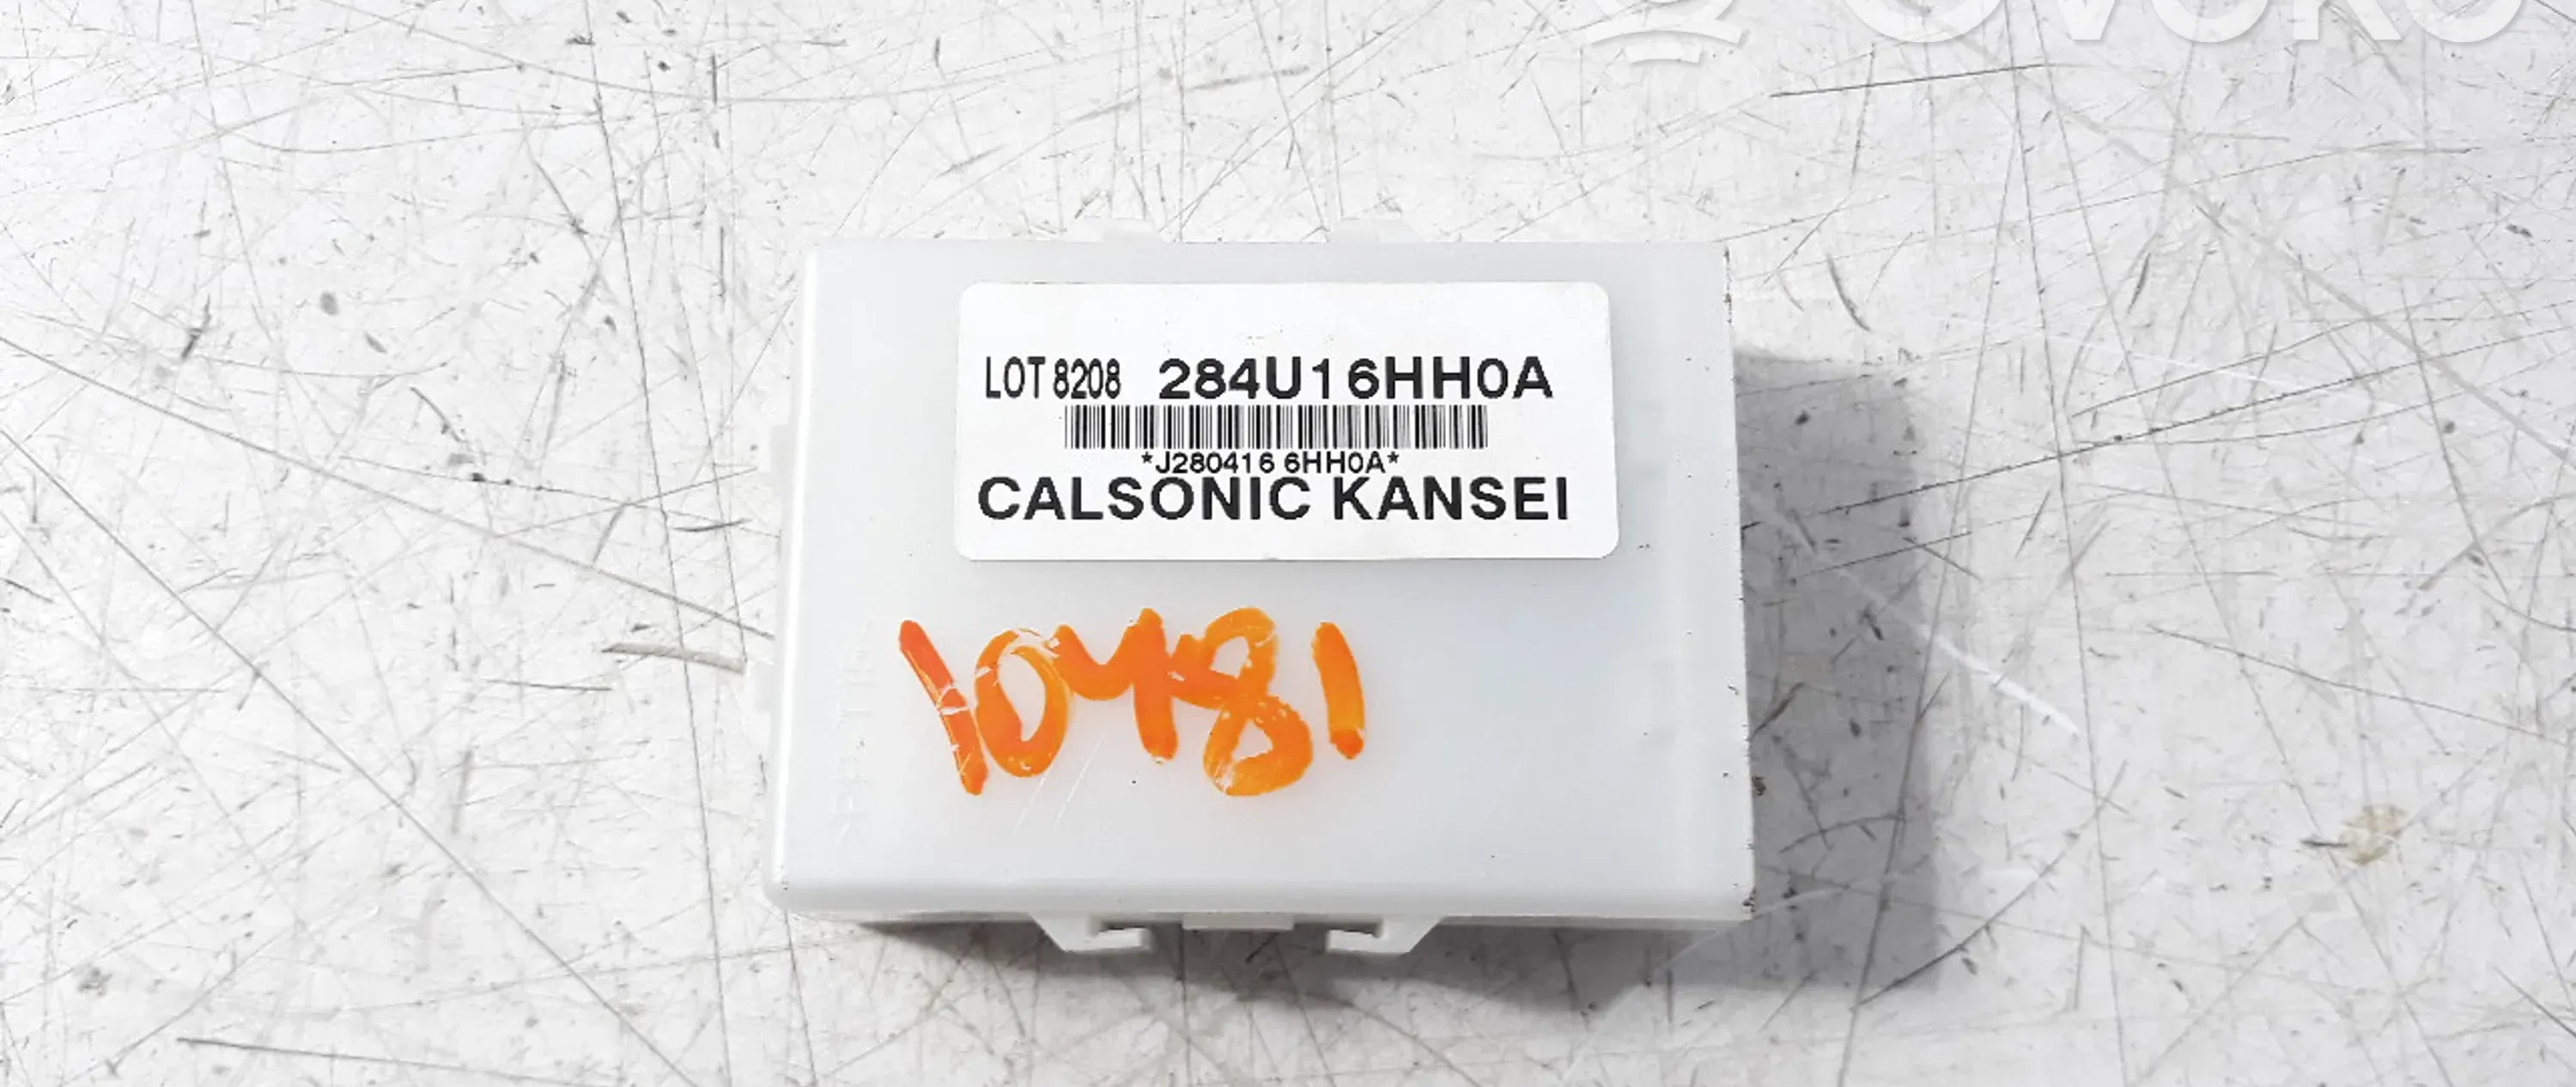 LOT 8208 284U16HH0A
*J280416 6HH0A*
CALSONIC KANSEI
10481